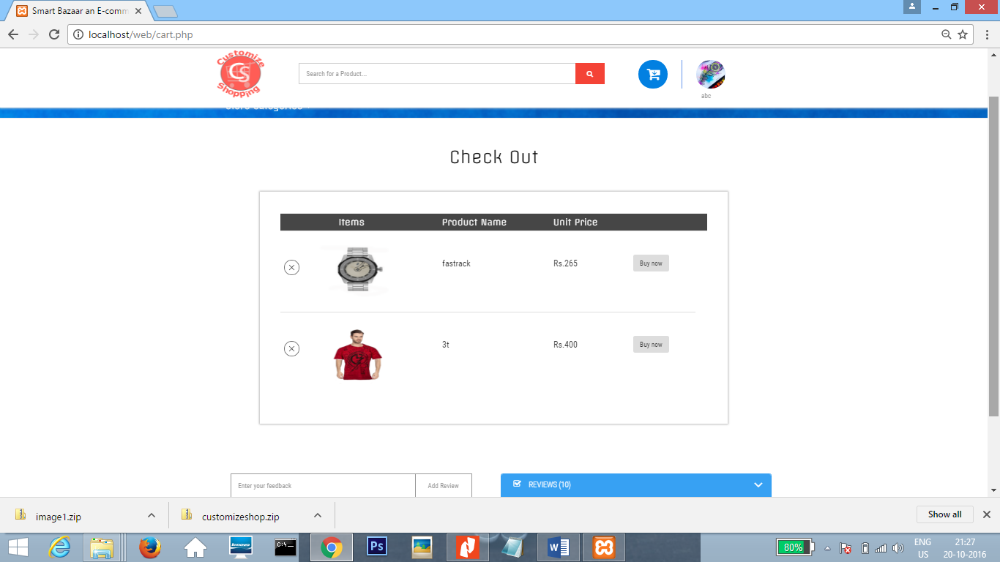 Smart Bazaar an E-comm
localhost/web/cart.php
Customize
CS
Shopping
Search for a Product...
abc
Store Categories
Check Out
Items Product Name Unit Price
fastrack Rs.265 Buy now
3t Rs.400 Buy now
Enter your feedback Add Review
REVIEWS (10)
image1.zip
customizeshop.zip
Show all
lenovo
C:\_
Ps
80%
ENG
US
21:27
20-10-2016